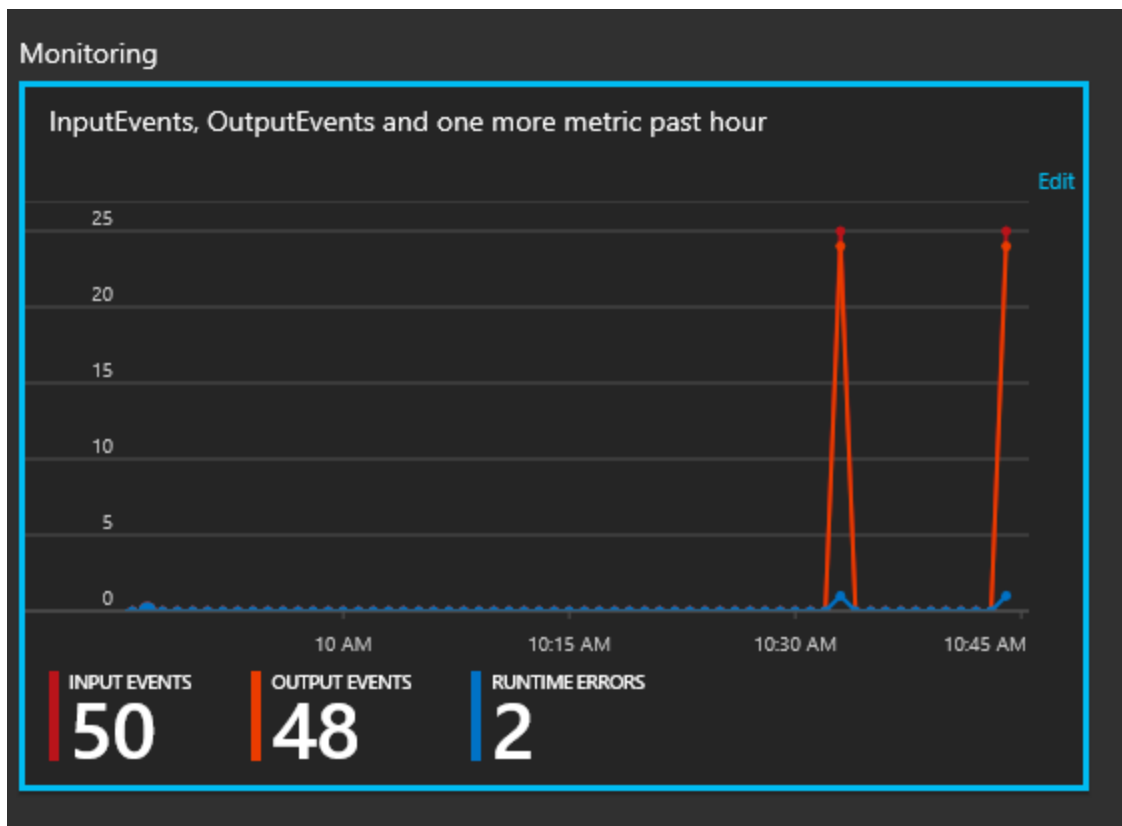 Monitoring
InputEvents, OutputEvents and one more metric past hour
Edit
25
20
15
10
5
0
10 AM 10:15 AM 10:30 AM 10:45 AM
INPUT EVENTS OUTPUT EVENTS RUNTIME ERRORS
50 48 2